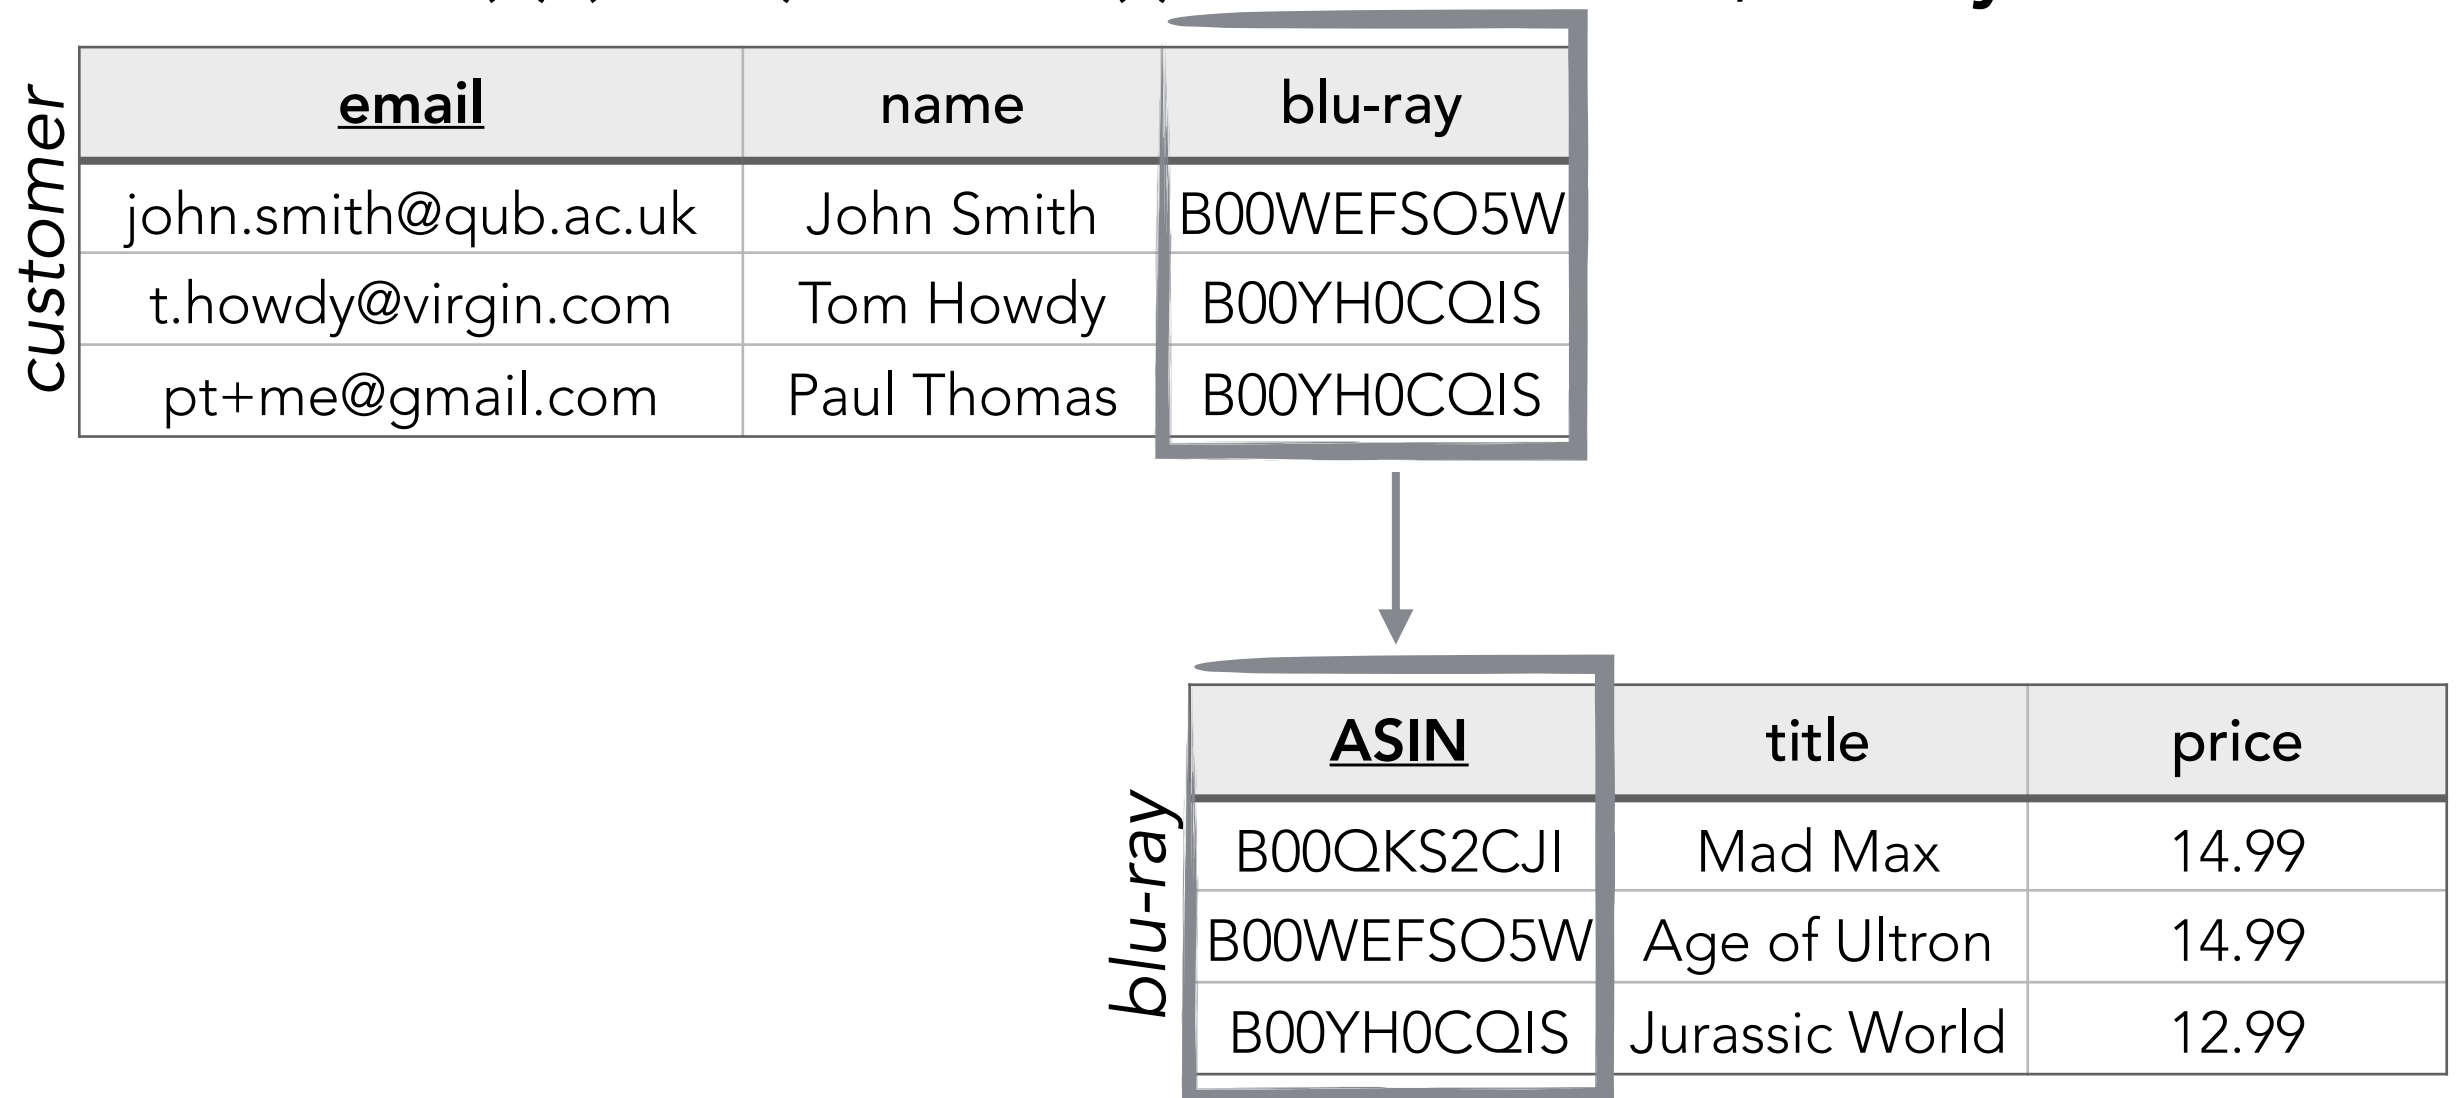 customer
email name blu-ray
john.smith@qub.ac.uk John Smith B00WEFSO5W
t.howdy@virgin.com Tom Howdy B00YH0CQIS
pt+me@gmail.com Paul Thomas B00YH0CQIS
blu-ray
ASIN title price
B00QKS2CJI Mad Max 14.99
B00WEFSO5W Age of Ultron 14.99
B00YH0CQIS Jurassic World 12.99